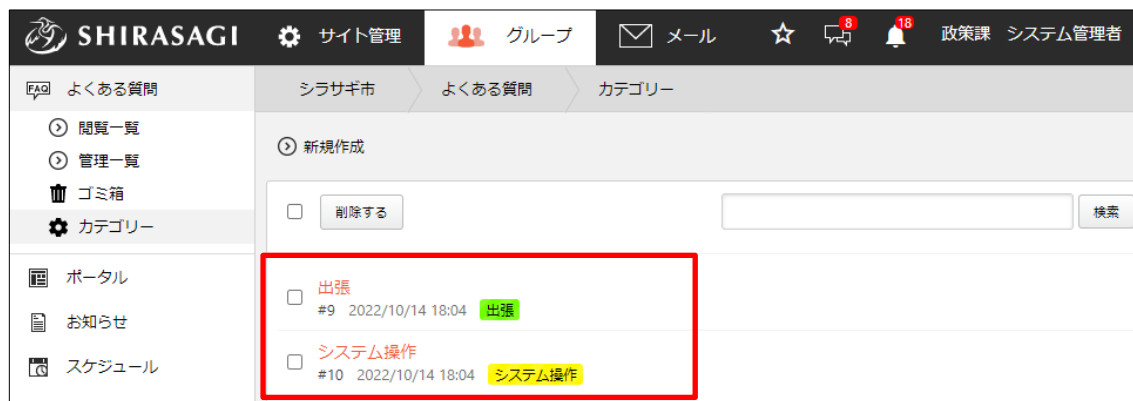 SHIRASAGI サイト管理 グループ メール 8 18 政策課 システム管理者
FAQ よくある質問
シラサギ市 よくある質問 カテゴリー
閲覧一覧
管理一覧
ゴミ箱
カテゴリー
ポータル
お知らせ
スケジュール
新規作成
削除する 検索
出張
#9 2022/10/14 18:04 出張
システム操作
#10 2022/10/14 18:04 システム操作